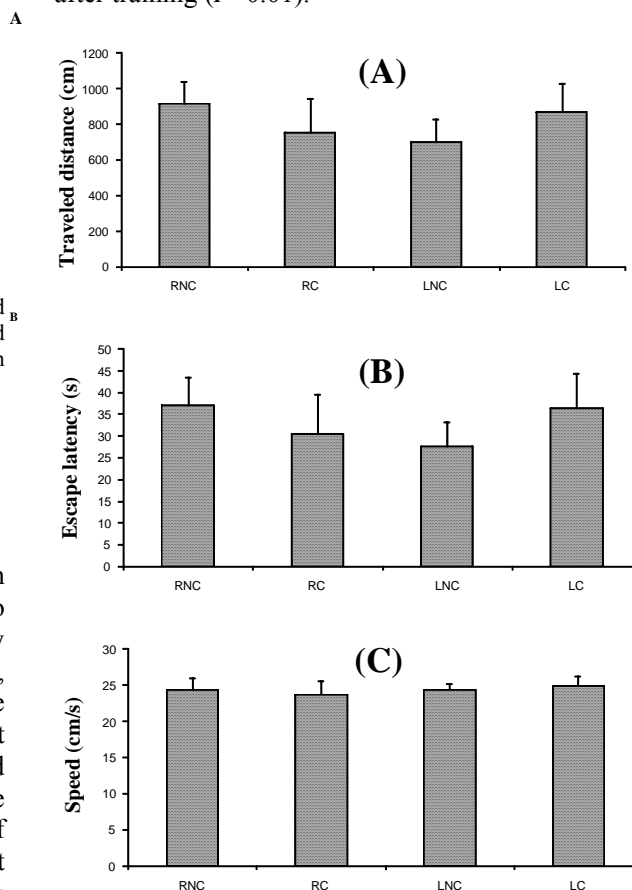 after training (
A
(A)
Traveled distance (cm)
1200
1000
800
600
400
200
0
RNC RC LNC LC
d
B
d
n
(B)
Escape latency (s)
50
45
40
35
30
25
20
15
10
5
0
RNC RC LNC LC
n
o
y
,
e
t
d
e
f
t
(C)
Speed (cm/s)
30
25
20
15
10
5
0
RNC RC LNC LC